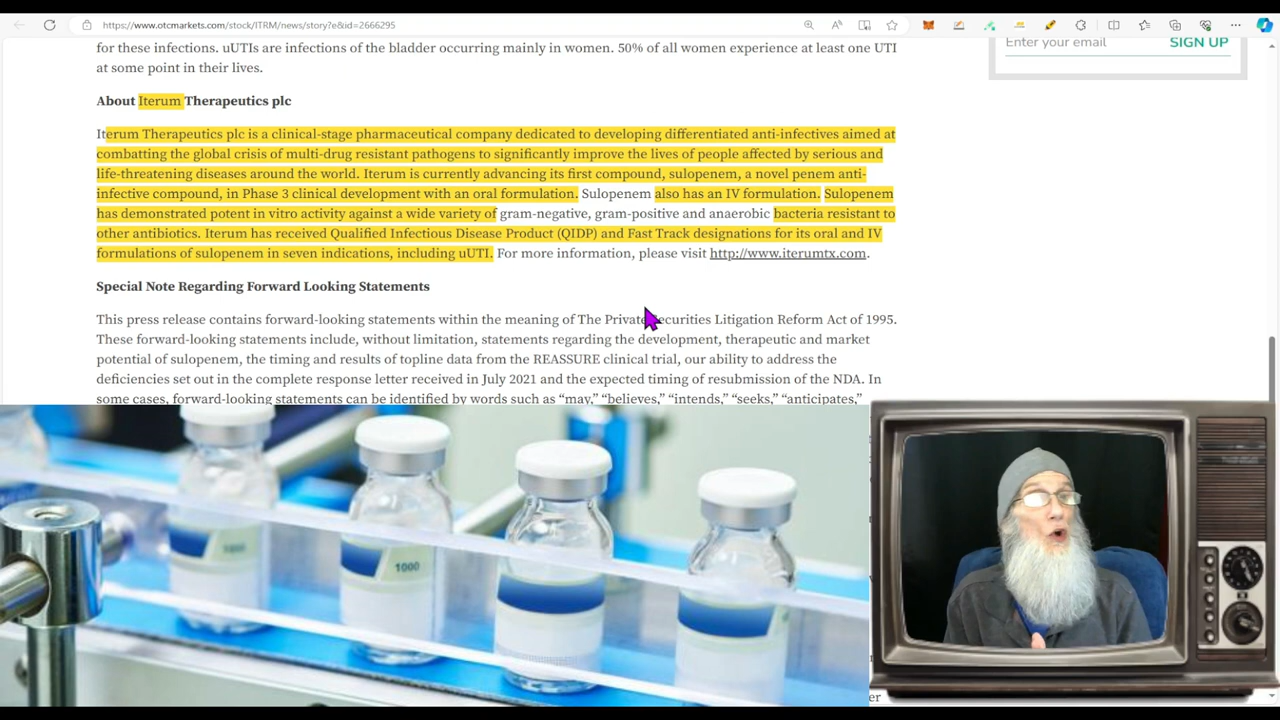 https://www.otcmarkets.com/stock/ITRM/news/story?e&id=2666295
for these infections. uUTIs are infections of the bladder occurring mainly in women. 50% of all women experience at least one UTI
at some point in their lives.
Enter your email SIGN UP
About Iterum Therapeutics plc
Iterum Therapeutics plc is a clinical-stage pharmaceutical company dedicated to developing differentiated anti-infectives aimed at
combatting the global crisis of multi-drug resistant pathogens to significantly improve the lives of people affected by serious and
life-threatening diseases around the world. Iterum is currently advancing its first compound, sulopenem, a novel penem anti-
infective compound, in Phase 3 clinical development with an oral formulation. Sulopenem also has an IV formulation. Sulopenem
has demonstrated potent in vitro activity against a wide variety of gram-negative, gram-positive and anaerobic bacteria resistant to
other antibiotics. Iterum has received Qualified Infectious Disease Product (QIDP) and Fast Track designations for its oral and IV
formulations of sulopenem in seven indications, including uUTI. For more information, please visit http://www.iterumtx.com.
Special Note Regarding Forward Looking Statements
This press release contains forward-looking statements within the meaning of The Private Securities Litigation Reform Act of 1995.
These forward-looking statements include, without limitation, statements regarding the development, therapeutic and market
potential of sulopenem, the timing and results of topline data from the REASSURE clinical trial, our ability to address the
deficiencies set out in the complete response letter received in July 2021 and the expected timing of resubmission of the NDA. In
some cases, forward-looking statements can be identified by words such as “may,” “believes,” “intends,” “seeks,” “anticipates,”
1000
er